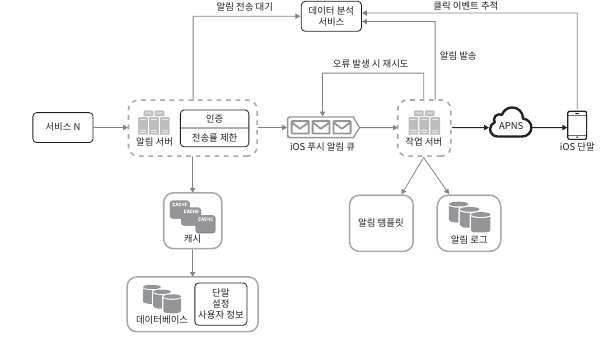 알림 전송 대기
데이터 분석
서비스
클릭 이벤트 추적
알림 발송
오류 발생 시 재시도
서비스 N
알림 서버
인증
전송률 제한
iOS 푸시 알림 큐
작업 서버
APNS
iOS 단말
CACHE
CACHE
CACHE
캐시
알림 템플릿
알림 로그
데이터베이스
단말
설정
사용자 정보